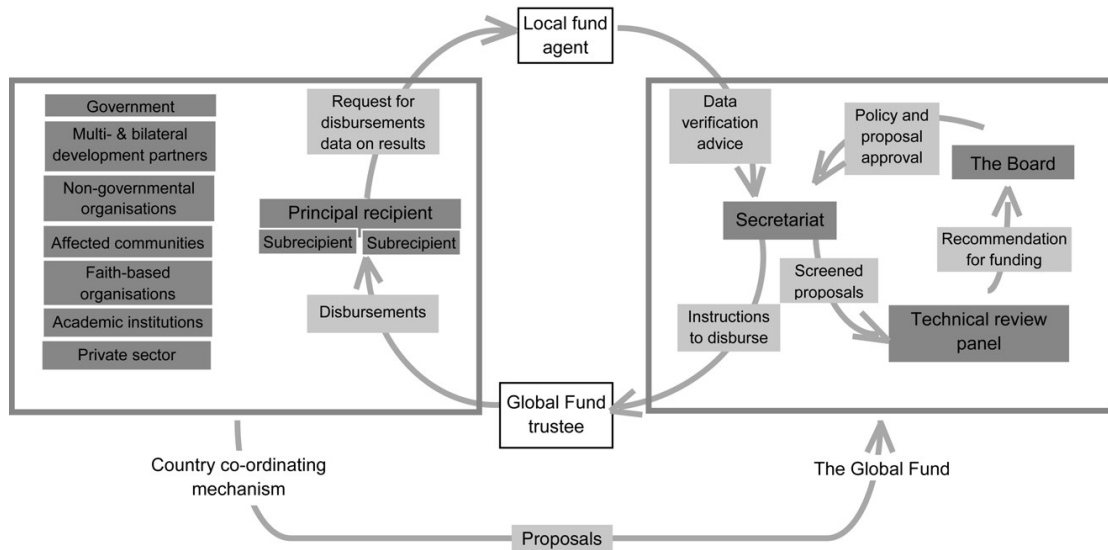 Local fund
agent
Government
Multi- & bilateral
development partners
Non-governmental
organisations
Affected communities
Faith-based
organisations
Academic institutions
Private sector
Request for
disbursements
data on results
Principal recipient
Subrecipient
Subrecipient
Disbursements
Data
verification
advice
Policy and
proposal
approval
The Board
Secretariat
Recommendation
for funding
Screened
proposals
Instructions
to disburse
Technical review
panel
Global Fund
trustee
Country co-ordinating
mechanism
The Global Fund
Proposals